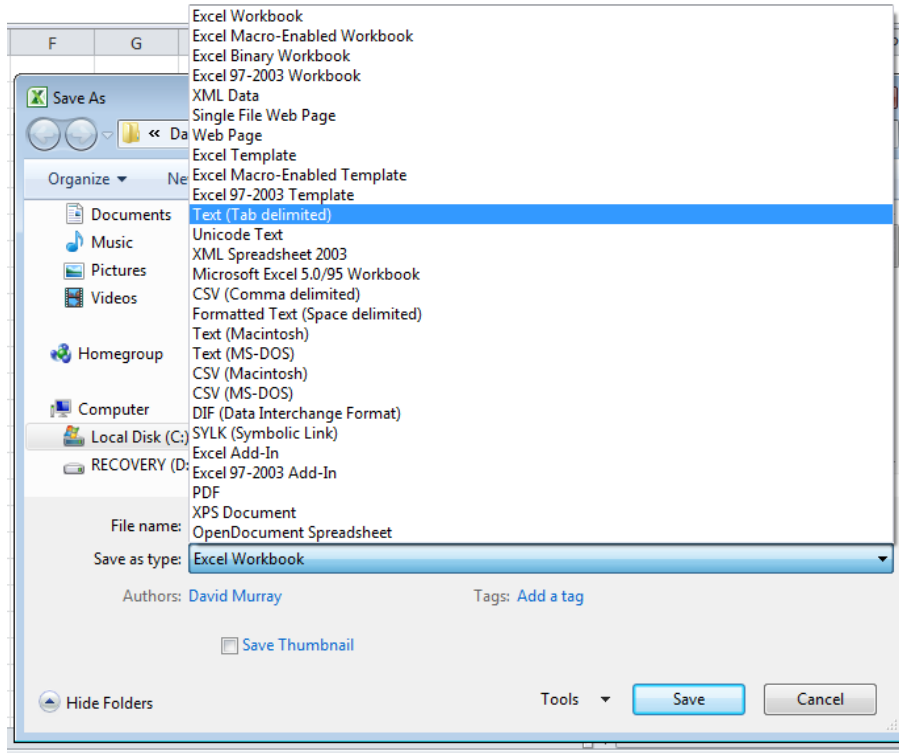 Excel Workbook
Excel Macro-Enabled Workbook
F G
Excel Binary Workbook
Excel 97-2003 Workbook
Save As
XML Data
Single File Web Page
« Da
Web Page
Excel Template
Organize
Excel Macro-Enabled Template
Excel 97-2003 Template
Documents
Text (Tab delimited)
Unicode Text
Music
XML Spreadsheet 2003
Pictures
Microsoft Excel 5.0/95 Workbook
Videos
CSV (Comma delimited)
Formatted Text (Space delimited)
Text (Macintosh)
Homegroup
Text (MS-DOS)
CSV (Macintosh)
CSV (MS-DOS)
Computer
DIF (Data Interchange Format)
Local Disk (C:)
SYLK (Symbolic Link)
Excel Add-In
RECOVERY (D:
Excel 97-2003 Add-In
PDF
XPS Document
File name:
OpenDocument Spreadsheet
Save as type: Excel Workbook
Authors: David Murray Tags: Add a tag
Save Thumbnail
Hide Folders Tools Save Cancel